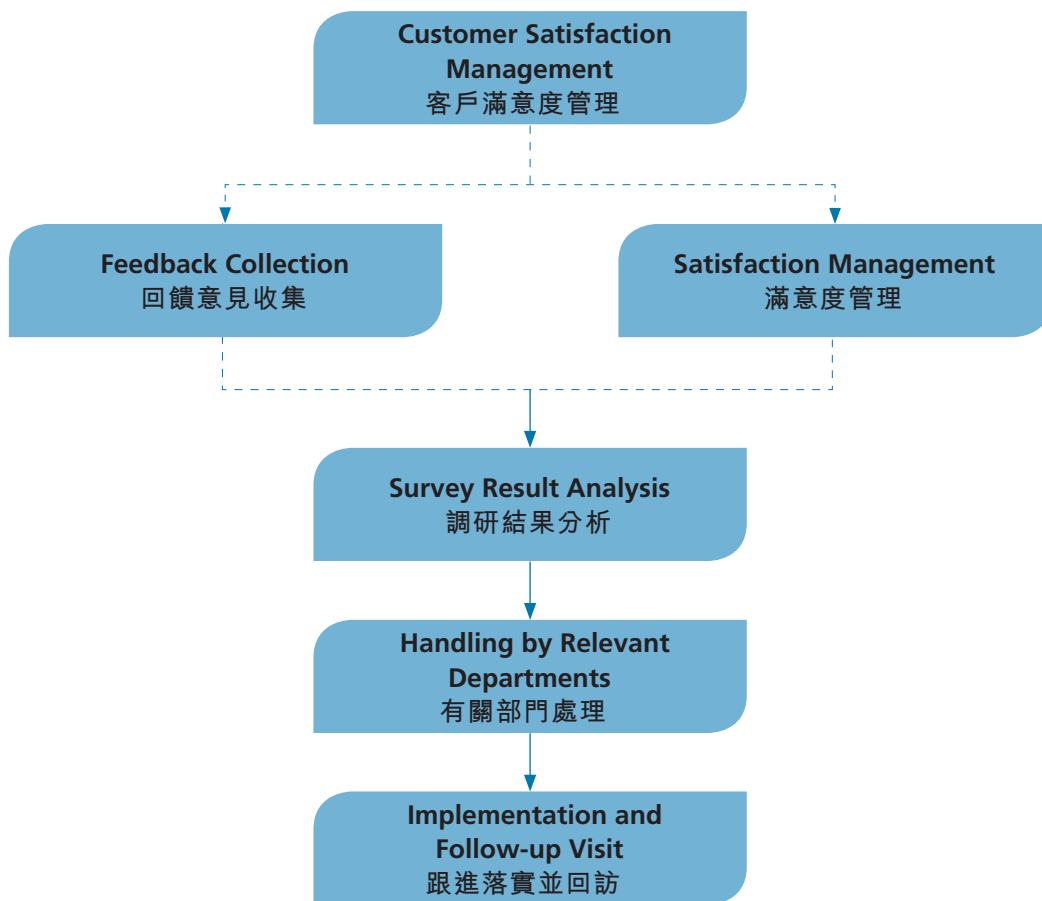 Customer Satisfaction
Management
客戶滿意度管理
Feedback Collection
回饋意見收集
Satisfaction Management
滿意度管理
Survey Result Analysis
調研結果分析
Handling by Relevant
Departments
有關部門處理
Implementation and
Follow-up Visit
跟進落實並回訪